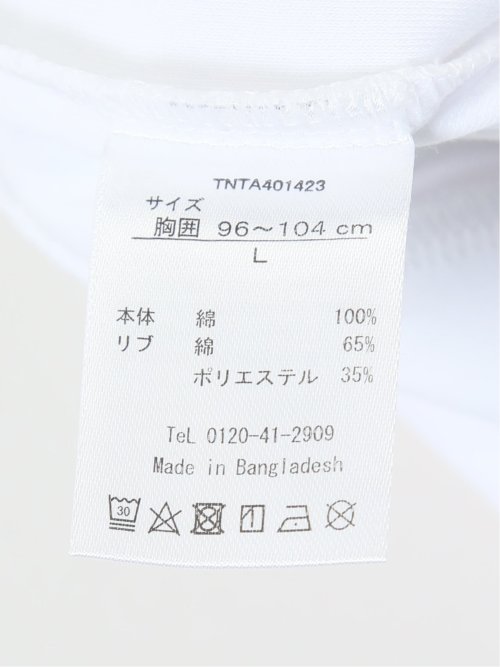 TNTA401423
サイズ
胸囲 96～104 cm
L
本体 綿 100%
リブ 綿 65%
ポリエステル 35%
TeL 0120-41-2909
Made in Bangladesh
30